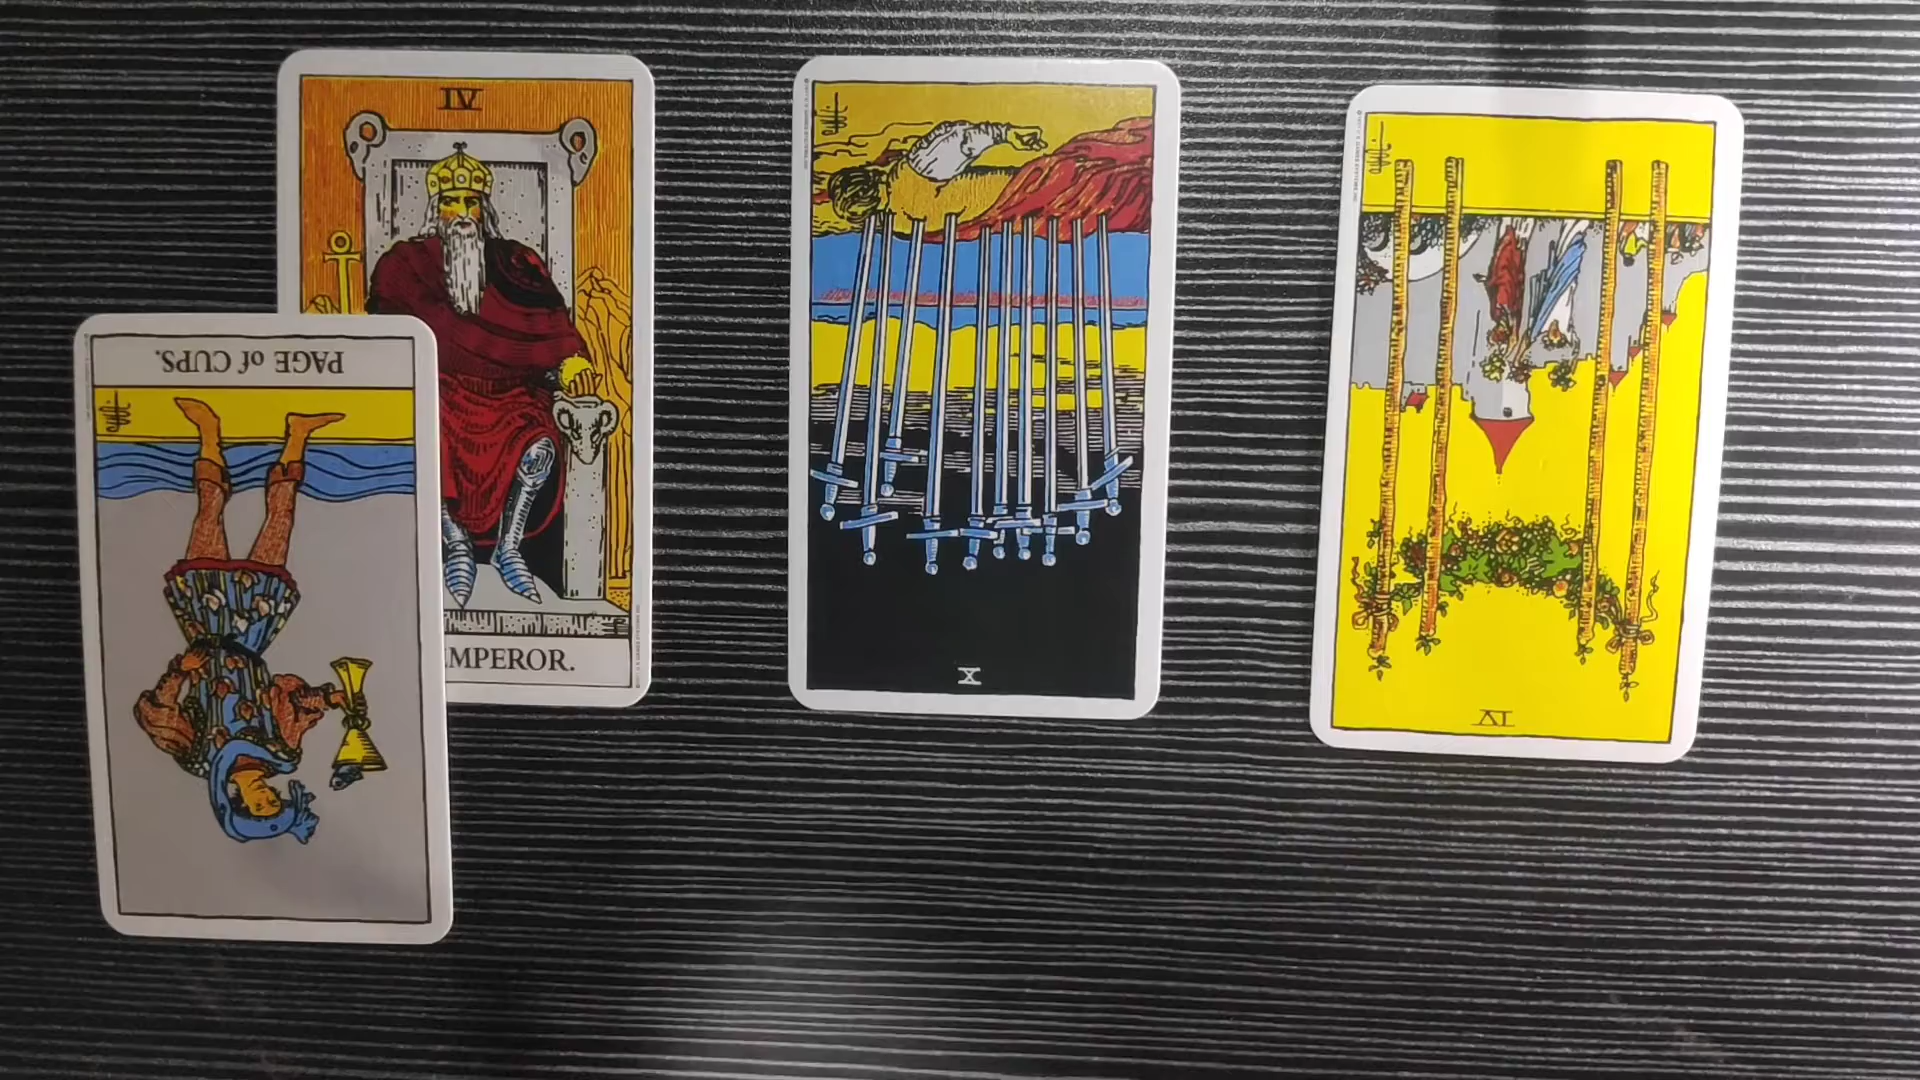 IV
EMPEROR.
PAGE of CUPS.
X
IV